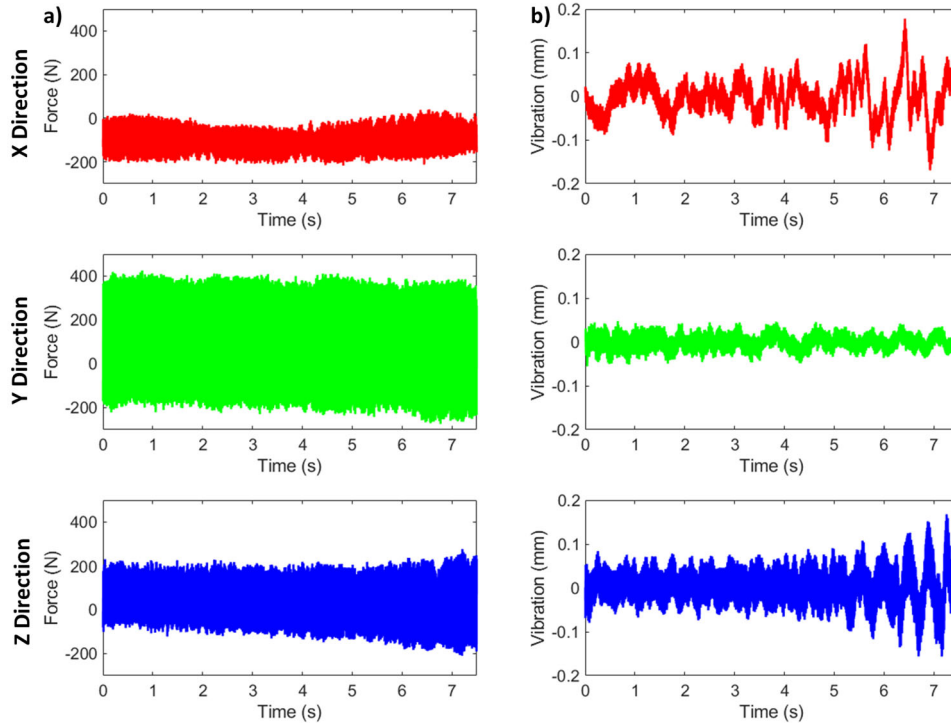 a)
b)
X Direction
Force (N)
400
200
0
-200
0 1 2 3 4 5 6 7
Time (s)
Vibration (mm)
0.2
0.1
0
-0.1
-0.2
0 1 2 3 4 5 6 7
Time (s)
Y Direction
Force (N)
400
200
0
-200
0 1 2 3 4 5 6 7
Time (s)
Vibration (mm)
0.2
0.1
0
-0.1
-0.2
0 1 2 3 4 5 6 7
Time (s)
Z Direction
Force (N)
400
200
0
-200
0 1 2 3 4 5 6 7
Time (s)
Vibration (mm)
0.2
0.1
0
-0.1
-0.2
0 1 2 3 4 5 6 7
Time (s)